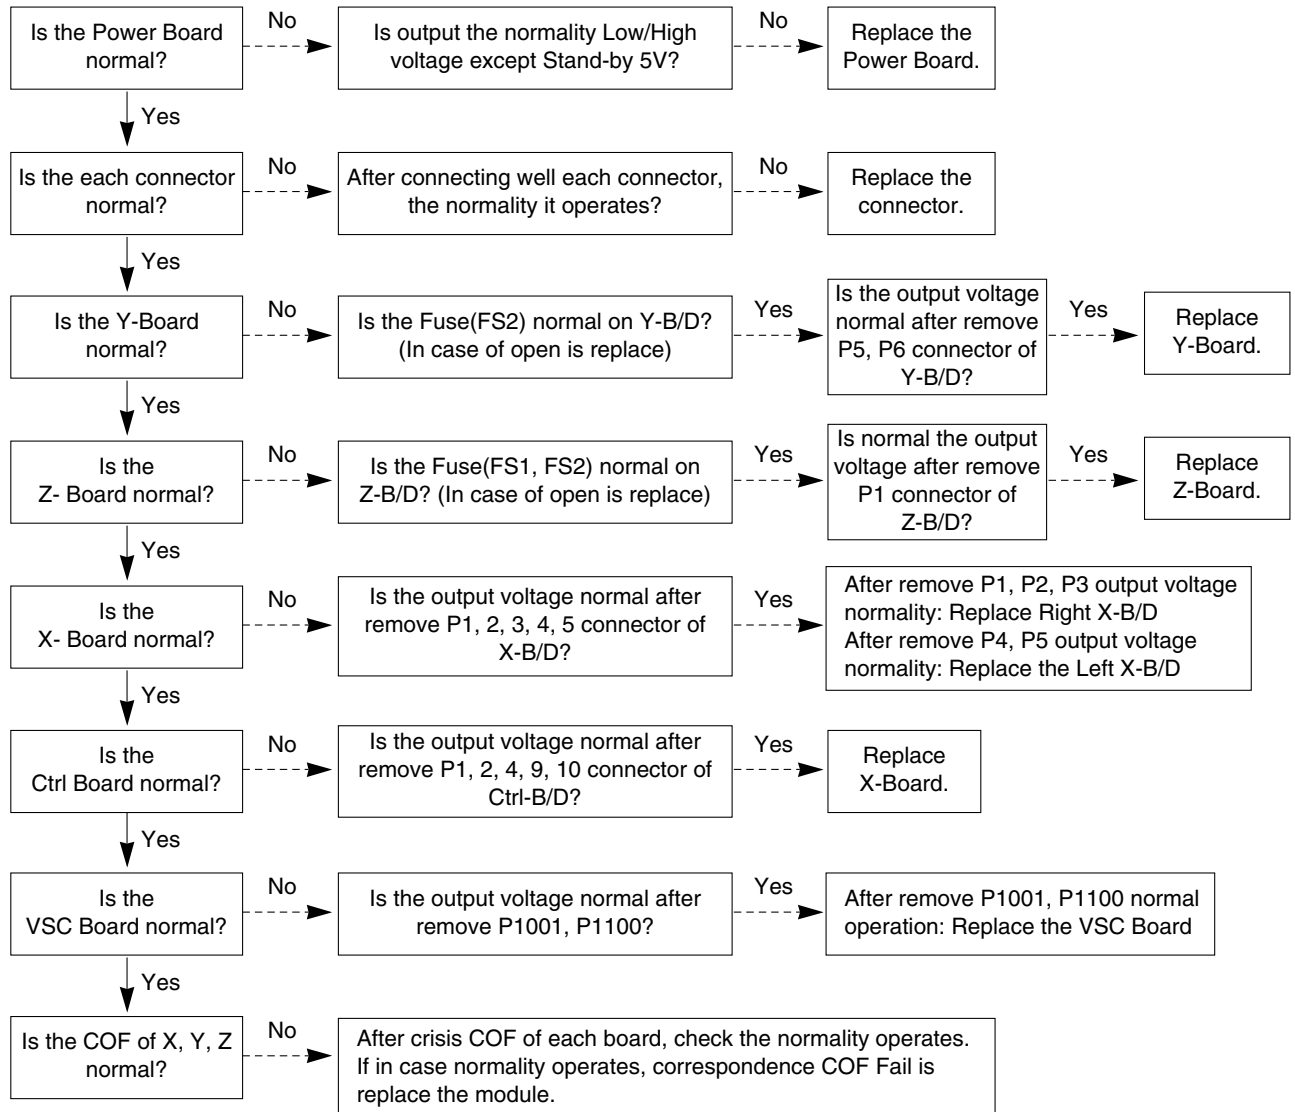 Is the Power Board
normal?
No
Is output the normality Low/High
voltage except Stand-by 5V?
No
Replace the
Power Board.
Yes
Is the each connector
normal?
No
After connecting well each connector,
the normality it operates?
No
Replace the
connector.
Yes
Is the Y-Board
normal?
No
Is the Fuse(FS2) normal on Y-B/D?
(In case of open is replace)
Yes
Is the output voltage
normal after remove
P5, P6 connector of
Y-B/D?
Yes
Replace
Y-Board.
Yes
Is the
Z- Board normal?
No
Is the Fuse(FS1, FS2) normal on
Z-B/D? (In case of open is replace)
Yes
Is normal the output
voltage after remove
P1 connector of
Z-B/D?
Yes
Replace
Z-Board.
Yes
Is the
X- Board normal?
No
Is the output voltage normal after
remove P1, 2, 3, 4, 5 connector of
X-B/D?
Yes
After remove P1, P2, P3 output voltage
normality: Replace Right X-B/D
After remove P4, P5 output voltage
normality: Replace the Left X-B/D
Yes
Is the
Ctrl Board normal?
No
Is the output voltage normal after
remove P1, 2, 4, 9, 10 connector of
Ctrl-B/D?
Yes
Replace
X-Board.
Yes
Is the
VSC Board normal?
No
Is the output voltage normal after
remove P1001, P1100?
Yes
After remove P1001, P1100 normal
operation: Replace the VSC Board
Yes
Is the COF of X, Y, Z
normal?
No
After crisis COF of each board, check the normality operates.
If in case normality operates, correspondence COF Fail is
replace the module.